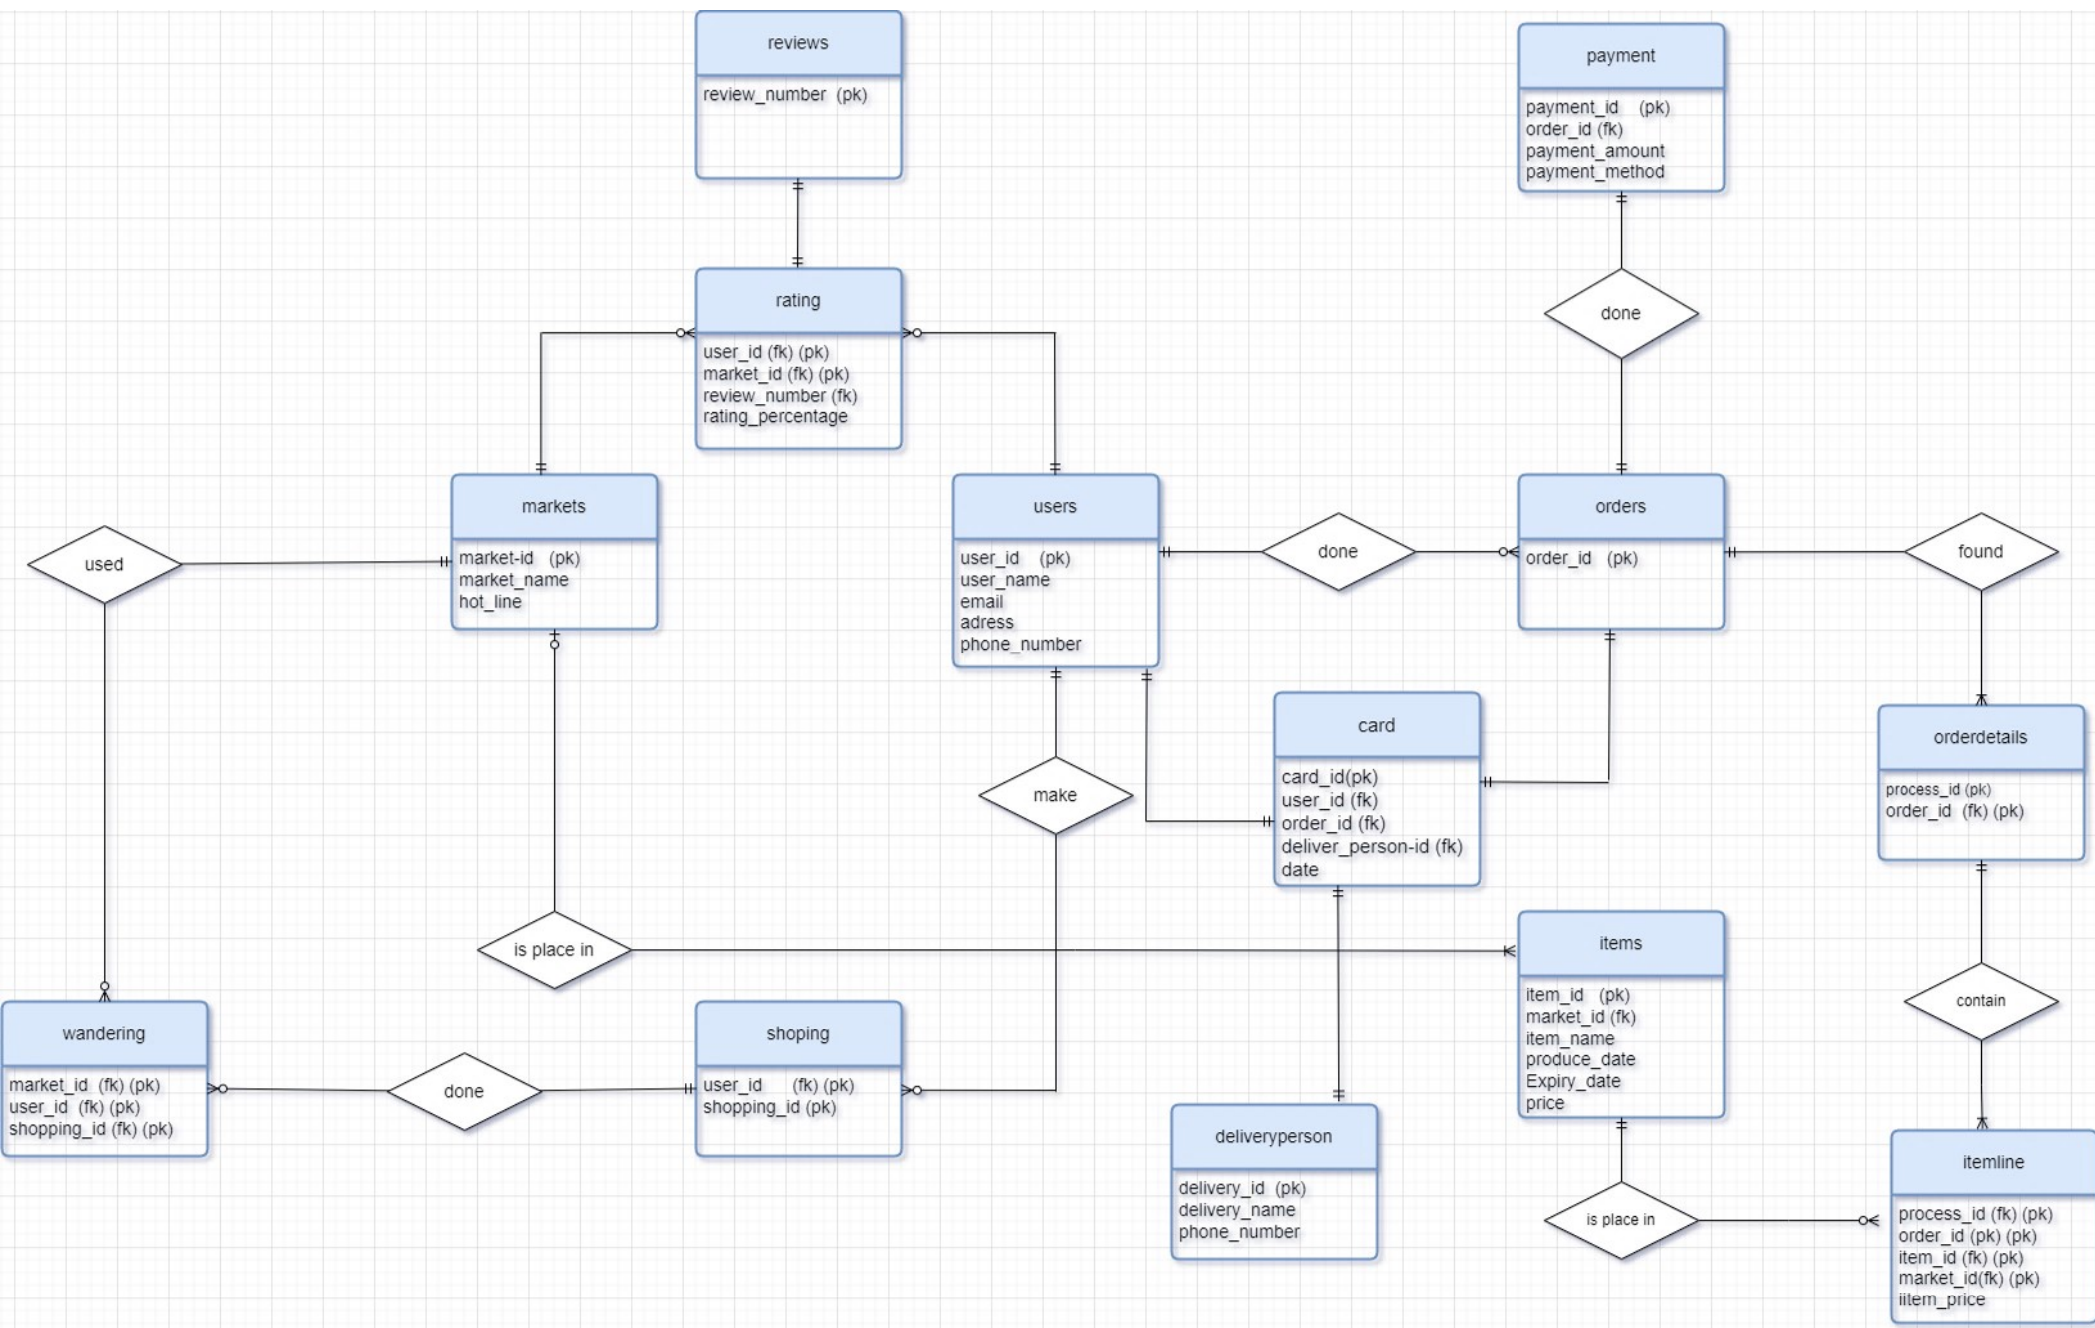 reviews
review_number (pk)
payment
payment_id (pk)
order_id (fk)
payment_amount
payment_method
rating
user_id (fk) (pk)
market_id (fk) (pk)
review_number (fk)
rating_percentage
done
markets
market-id (pk)
market_name
hot_line
users
user_id (pk)
user_name
email
adress
phone_number
orders
order_id (pk)
used
done
found
card
card_id(pk)
user_id (fk)
order_id (fk)
deliver_person-id (fk)
date
orderdetails
process_id (pk)
order_id (fk) (pk)
make
is place in
items
item_id (pk)
market_id (fk)
item_name
produce_date
Expiry_date
price
contain
wandering
market_id (fk) (pk)
user_id (fk) (pk)
shopping_id (fk) (pk)
done
shoping
user_id (fk) (pk)
shopping_id (pk)
deliveryperson
delivery_id (pk)
delivery_name
phone_number
is place in
itemline
process_id (fk) (pk)
order_id (pk) (pk)
item_id (fk) (pk)
market_id(fk) (pk)
iitem_price